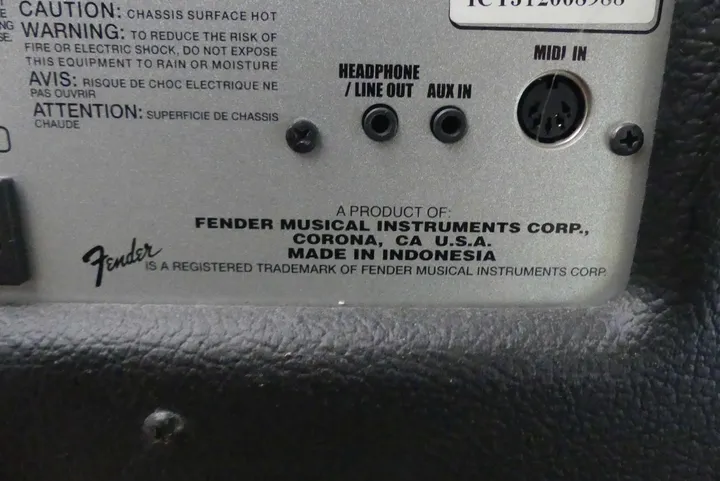 CAUTION: CHASSIS SURFACE HOT
WARNING: TO REDUCE THE RISK OF
FIRE OR ELECTRIC SHOCK, DO NOT EXPOSE
THIS EQUIPMENT TO RAIN OR MOISTURE
AVIS: RISQUE DE CHOC ELECTRIQUE NE
PAS OUVRIR
ATTENTION: SUPERFICIE DE CHASSIS
CHAUDE
HEADPHONE
/ LINE OUT
AUX IN
MIDI IN
A PRODUCT OF:
FENDER MUSICAL INSTRUMENTS CORP.,
CORONA, CA U.S.A.
MADE IN INDONESIA
Fender
IS A REGISTERED TRADEMARK OF FENDER MUSICAL INSTRUMENTS CORP.